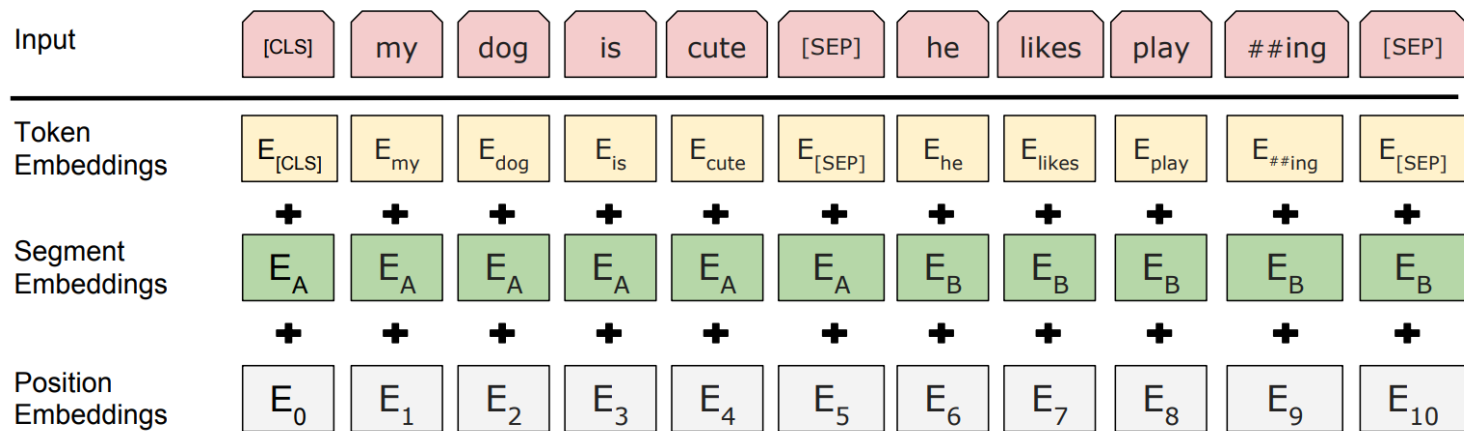 Input [CLS] my dog is cute [SEP] he likes play ##ing [SEP]
Token Embeddings E[CLS] Emy Edog Eis Ecute E[SEP] Ehe Elikes Eplay E##ing E[SEP]
+ + + + + + + + + + +
Segment Embeddings EA EA EA EA EA EA EB EB EB EB EB
+ + + + + + + + + + +
Position Embeddings E0 E1 E2 E3 E4 E5 E6 E7 E8 E9 E10